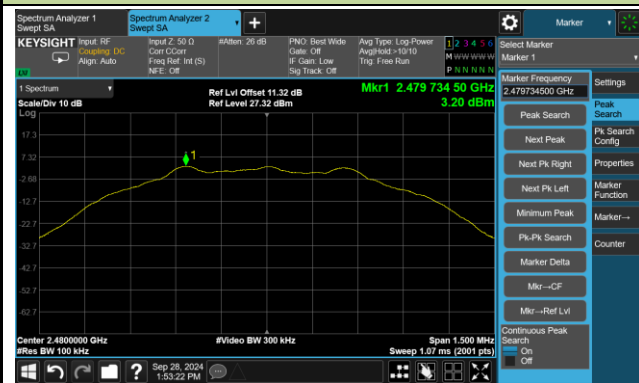 Spectrum Analyzer 1
Swept SA
Spectrum Analyzer 2
Swept SA
+
Marker
KEYSIGHT
LV
Input: RF
Coupling: DC
Align: Auto
Input Z: 50 Ω
Corr CCorr
Freq Ref: Int (S)
NFE: Off
#Atten: 26 dB
PNO: Best Wide
Gate: Off
IF Gain: Low
Sig Track: Off
Avg Type: Log-Power
Avg|Hold:>10/10
Trig: Free Run
1 2 3 4 5 6
M W W W W W
P N N N N N
Select Marker
Marker 1
1 Spectrum
Scale/Div 10 dB
Log
Ref Lvl Offset 11.32 dB
Ref Level 27.32 dBm
Mkr1 2.479 734 50 GHz
3.20 dBm
17.3
7.32
-2.68
-12.7
-22.7
-32.7
-42.7
-52.7
-62.7
1
Center 2.4800000 GHz
#Res BW 100 kHz
#Video BW 300 kHz
Span 1.500 MHz
Sweep 1.07 ms (2001 pts)
Marker Frequency
2.479734500 GHz
Peak Search
Next Peak
Next Pk Right
Next Pk Left
Minimum Peak
Pk-Pk Search
Marker Delta
Mkr→CF
Mkr→Ref Lvl
Continuous Peak
Search
On
Off
Settings
Peak
Search
Pk Search
Config
Properties
Marker
Function
Marker→
Counter
?
Sep 28, 2024
1:53:22 PM